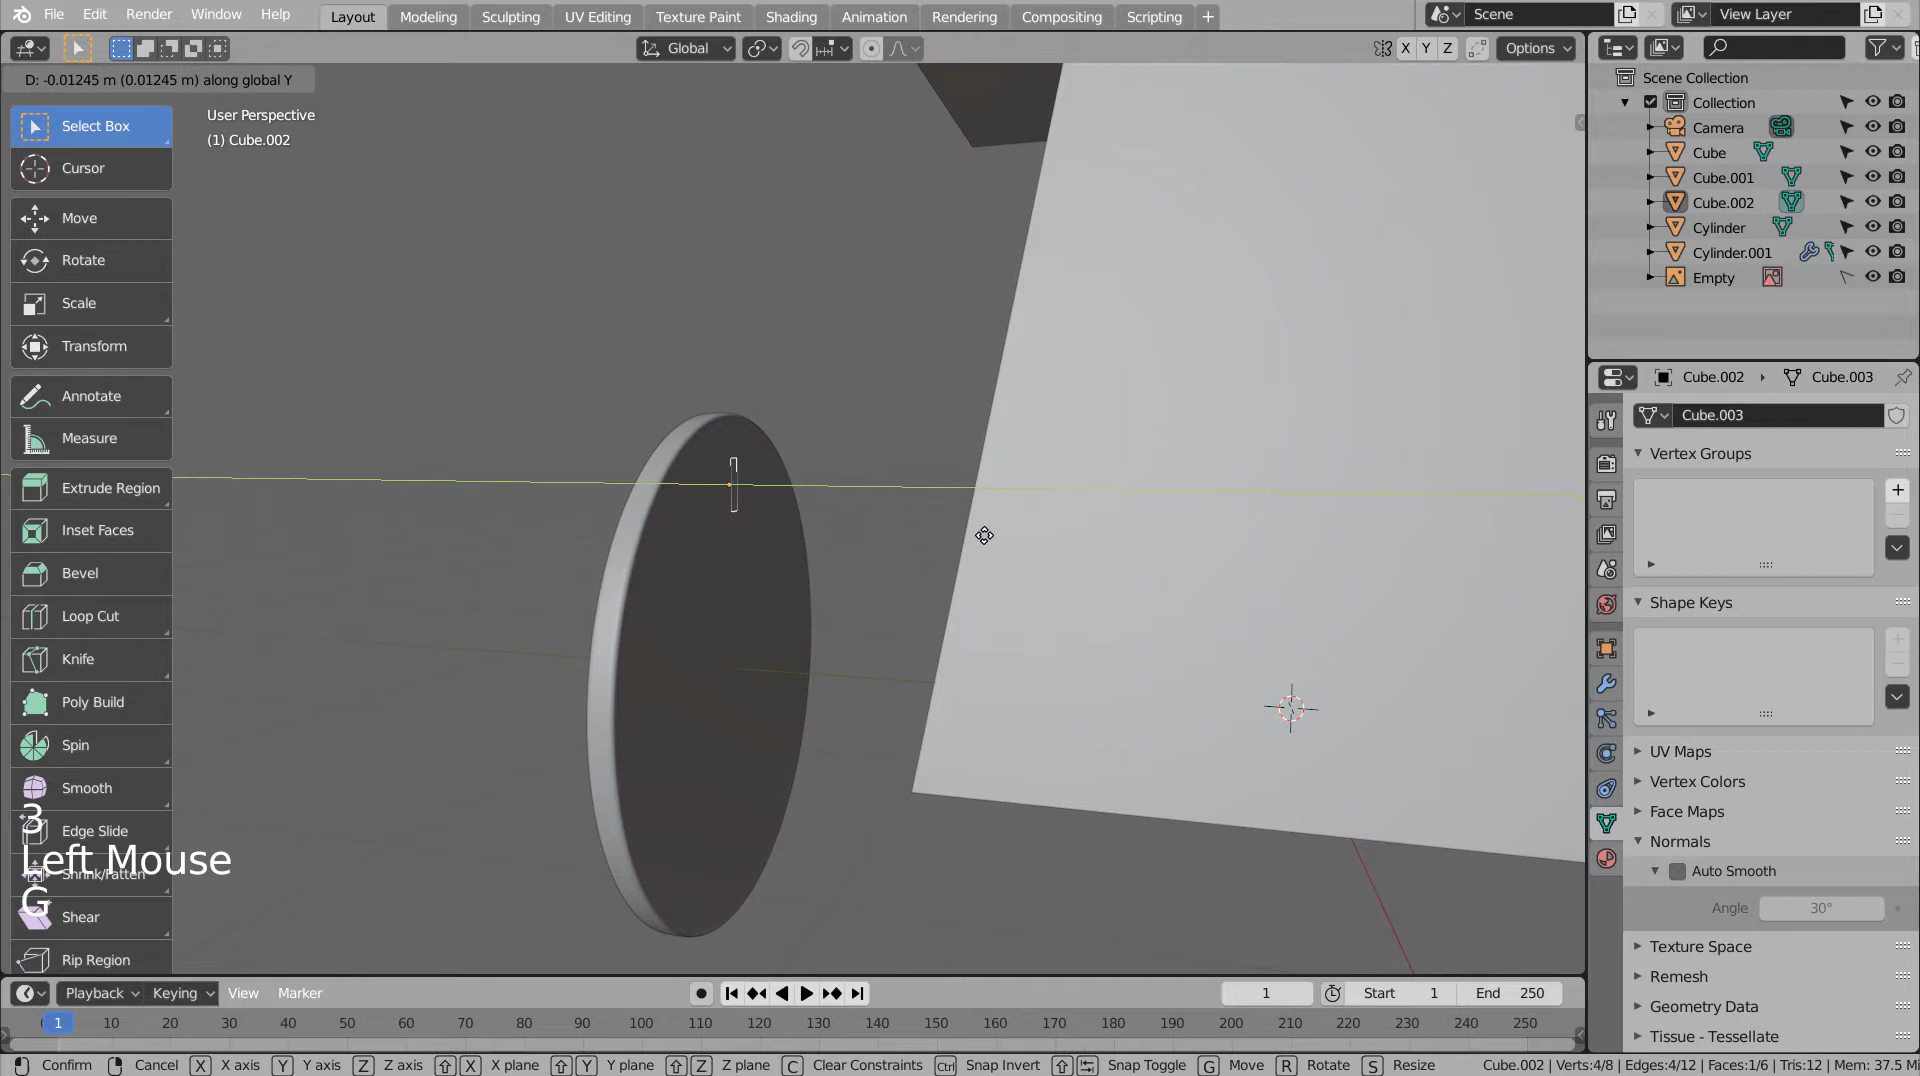 File Edit Render Window Help Layout Modeling Sculpting UV Editing Texture Paint Shading Animation Rendering Compositing Scripting + Scene View Layer
Global X Y Z Options
D: -0.01245 m (0.01245 m) along global Y
User Perspective
(1) Cube.002
Select Box
Cursor
Move
Rotate
Scale
Transform
Annotate
Measure
Extrude Region
Inset Faces
Bevel
Loop Cut
Knife
Poly Build
Spin
Smooth
Edge Slide
Shrink/Fatten
Shear
Rip Region
3
Left Mouse
G
Scene Collection
Collection
Camera
Cube
Cube.001
Cube.002
Cylinder
Cylinder.001
Empty
Cube.002 Cube.003
Cube.003
Vertex Groups
Shape Keys
UV Maps
Vertex Colors
Face Maps
Normals
Auto Smooth
Angle 30°
Texture Space
Remesh
Geometry Data
Tissue - Tessellate
Playback Keying View Marker 1 Start 1 End 250
1 10 20 30 40 50 60 70 80 90 100 110 120 130 140 150 160 170 180 190 200 210 220 230 240 250
Confirm Cancel X X axis Y Y axis Z Z axis X X plane Y Y plane Z Z plane C Clear Constraints Ctrl Snap Invert Snap Toggle G Move R Rotate S Resize Cube.002 | Verts:4/8 | Edges:4/12 | Faces:1/6 | Tris:12 | Mem: 37.5 Mi